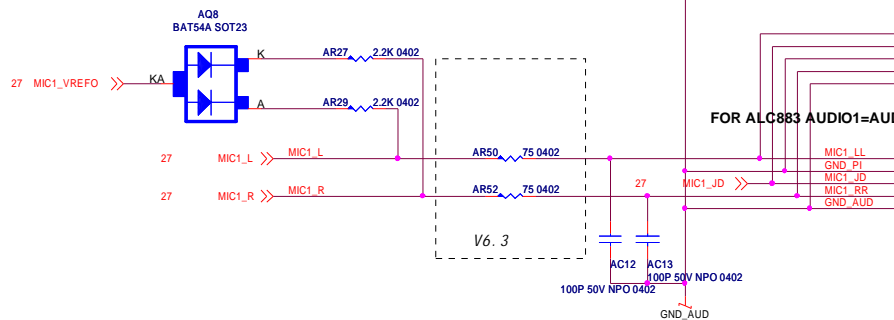 AQ8
BAT54A SOT23
K
AR27 2.2K 0402
27 MIC1_VREFO KA
A
AR29 2.2K 0402
FOR ALC883 AUDIO1=AUI
27 MIC1_L MIC1_L AR50 75 0402 MIC1_LL
GND_PI
27 MIC1_JD MIC1_JD
27 MIC1_R MIC1_R AR52 75 0402 MIC1_RR
GND_AUD
V6.3
AC12 AC13
100P 50V NPO 0402
100P 50V NPO 0402
GND_AUD